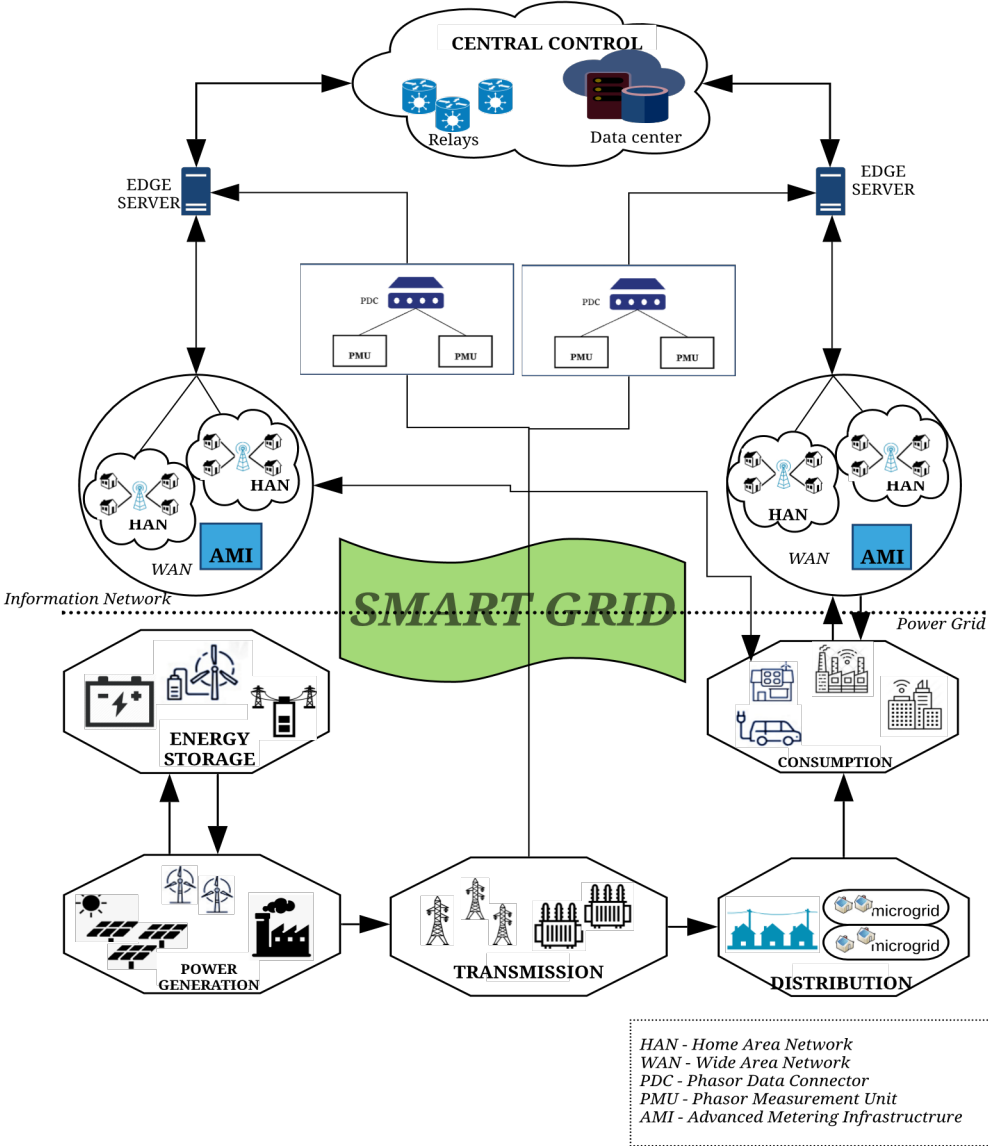 CENTRAL CONTROL
Relays
Data center
EDGE
SERVER
EDGE
SERVER
PDC
PMU
PMU
PDC
PMU
PMU
HAN
HAN
AMI
WAN
HAN
HAN
AMI
WAN
Information Network
SMART GRID
Power Grid
ENERGY
STORAGE
CONSUMPTION
POWER
GENERATION
TRANSMISSION
microgrid
microgrid
DISTRIBUTION
HAN - Home Area Network
WAN - Wide Area Network
PDC - Phasor Data Connector
PMU - Phasor Measurement Unit
AMI - Advanced Metering Infrastructrure